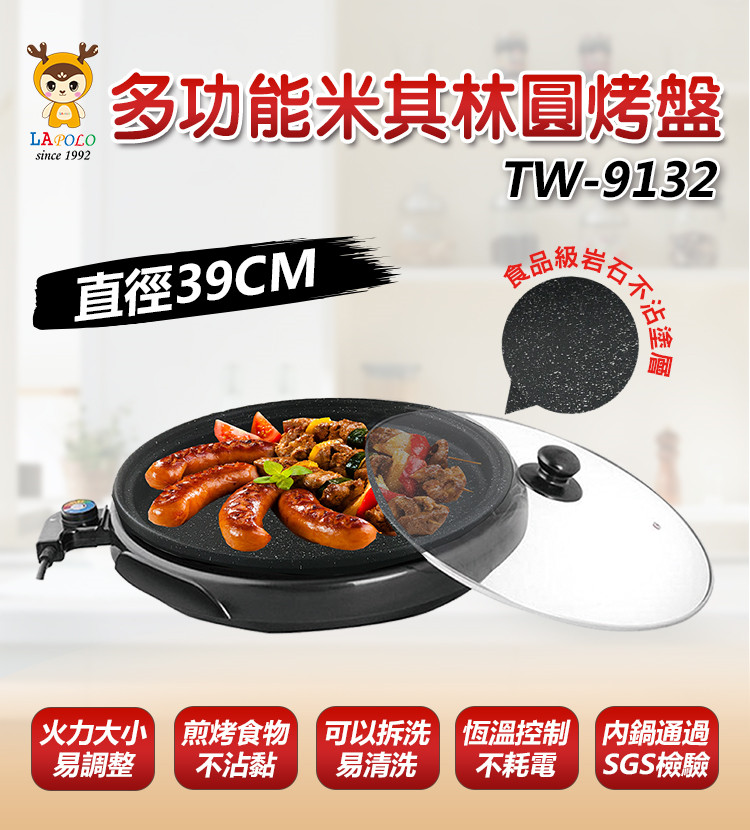 LAPOLO
since 1992
多功能米其林圓烤盤
TW-9132
直徑39CM
食品級岩石不沾塗層
火力大小
易調整
煎烤食物
不沾黏
可以拆洗
易清洗
恆溫控制
不耗電
內鍋通過
SGS檢驗